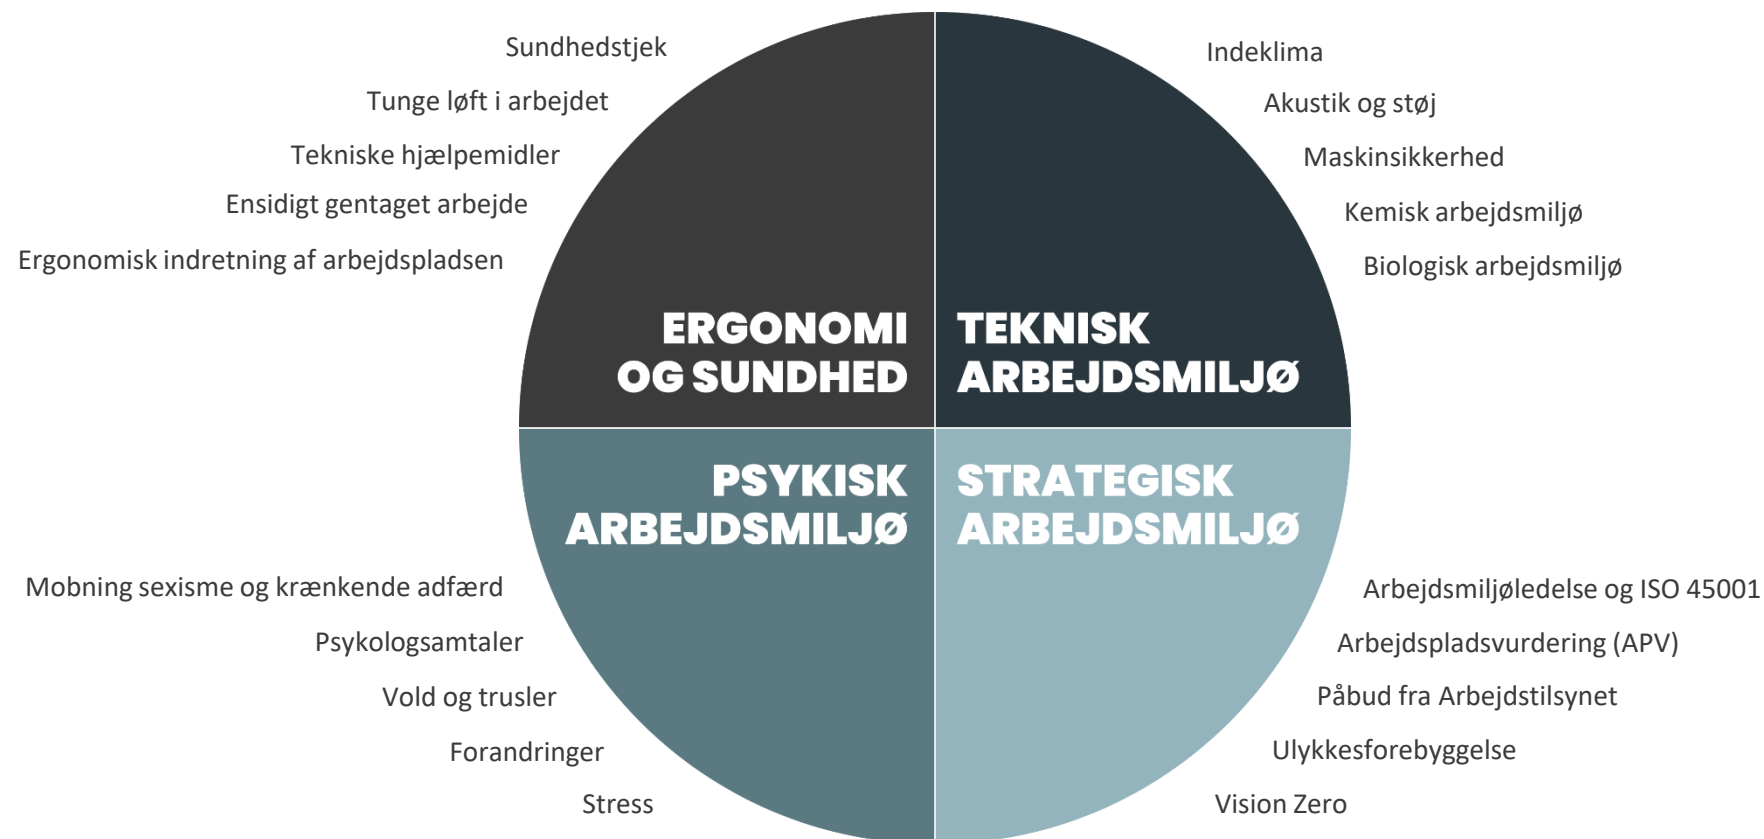 Sundhedstjek
Tunge løft i arbejdet
Tekniske hjælpemidler
Ensidigt gentaget arbejde
Ergonomisk indretning af arbejdspladsen
ERGONOMI
OG SUNDHED
Indeklima
Akustik og støj
Maskinsikkerhed
Kemisk arbejdsmiljø
Biologisk arbejdsmiljø
TEKNISK
ARBEJDSMILJØ
PSYKISK
ARBEJDSMILJØ
Mobning sexisme og krænkende adfærd
Psykologsamtaler
Vold og trusler
Forandringer
Stress
STRATEGISK
ARBEJDSMILJØ
Arbejdsmiljøledelse og ISO 45001
Arbejdspladsvurdering (APV)
Påbud fra Arbejdstilsynet
Ulykkesforebyggelse
Vision Zero